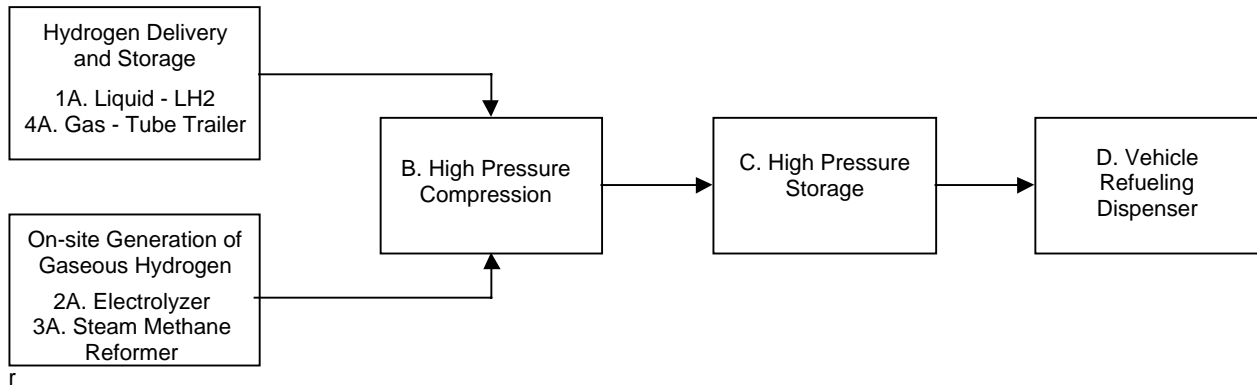 Hydrogen Delivery
and Storage
1A. Liquid - LH2
4A. Gas - Tube Trailer
On-site Generation of
Gaseous Hydrogen
2A. Electrolyzer
3A. Steam Methane
Reformer
r
B. High Pressure
Compression
C. High Pressure
Storage
D. Vehicle
Refueling
Dispenser